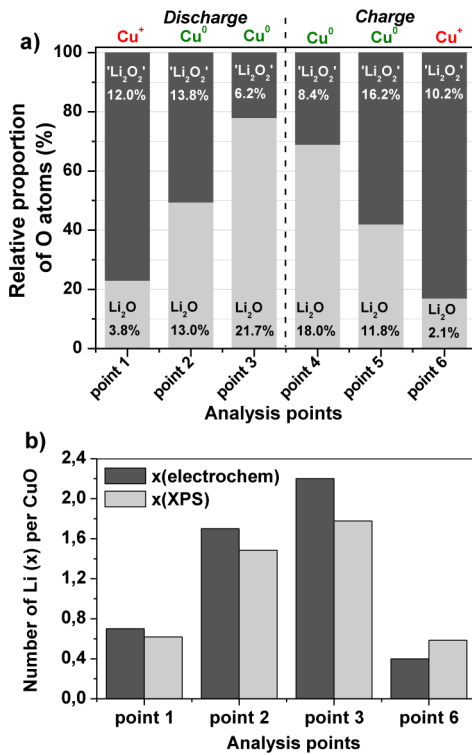 Discharge Charge
a) Cu⁺ Cu⁰ Cu⁰ Cu⁰ Cu⁰ Cu⁺
100
80
60
40
20
0
Relative proportion
of O atoms (%)
'Li₂O₂' 'Li₂O₂' 'Li₂O₂' 'Li₂O₂' 'Li₂O₂' 'Li₂O₂'
12.0% 13.8% 6.2% 8.4% 16.2% 10.2%
Li₂O Li₂O Li₂O Li₂O Li₂O Li₂O
3.8% 13.0% 21.7% 18.0% 11.8% 2.1%
point 1 point 2 point 3 point 4 point 5 point 6
Analysis points
b)
2,4
2,0
1,6
1,2
0,8
0,4
0,0
Number of Li (x) per CuO
x(electrochem)
x(XPS)
point 1 point 2 point 3 point 6
Analysis points